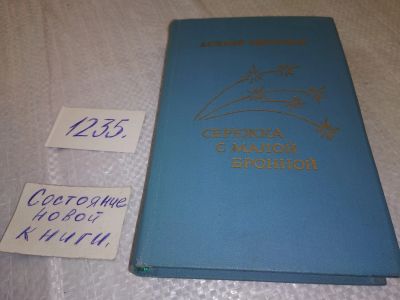 1235.
Состояние
новой
книги.
СЕРЁЖКА
С МАЛОЙ
БРОННОЙ